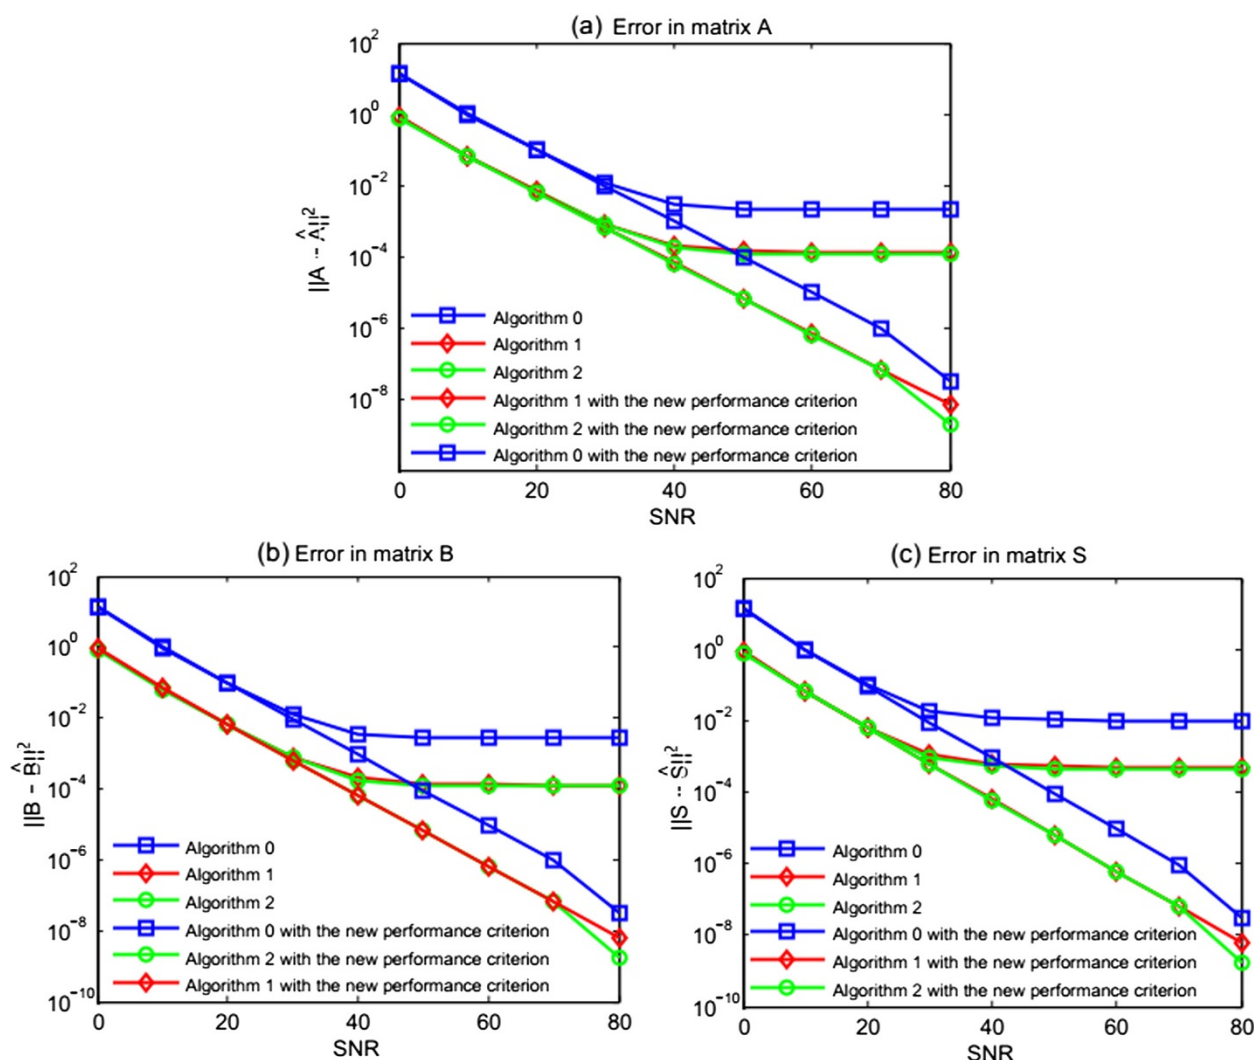 (a) Error in matrix A
10^2
10^0
10^-2
10^-4
10^-6
10^-8
||A - Â||^2
Algorithm 0
Algorithm 1
Algorithm 2
Algorithm 1 with the new performance criterion
Algorithm 2 with the new performance criterion
Algorithm 0 with the new performance criterion
0 20 40 60 80
SNR
(b) Error in matrix B
10^2
10^0
10^-2
10^-4
10^-6
10^-8
10^-10
||B - B̂||^2
Algorithm 0
Algorithm 1
Algorithm 2
Algorithm 0 with the new performance criterion
Algorithm 2 with the new performance criterion
Algorithm 1 with the new performance criterion
0 20 40 60 80
SNR
(c) Error in matrix S
10^2
10^0
10^-2
10^-4
10^-6
10^-8
10^-10
||S - Ŝ||^2
Algorithm 0
Algorithm 1
Algorithm 2
Algorithm 0 with the new performance criterion
Algorithm 1 with the new performance criterion
Algorithm 2 with the new performance criterion
0 20 40 60 80
SNR